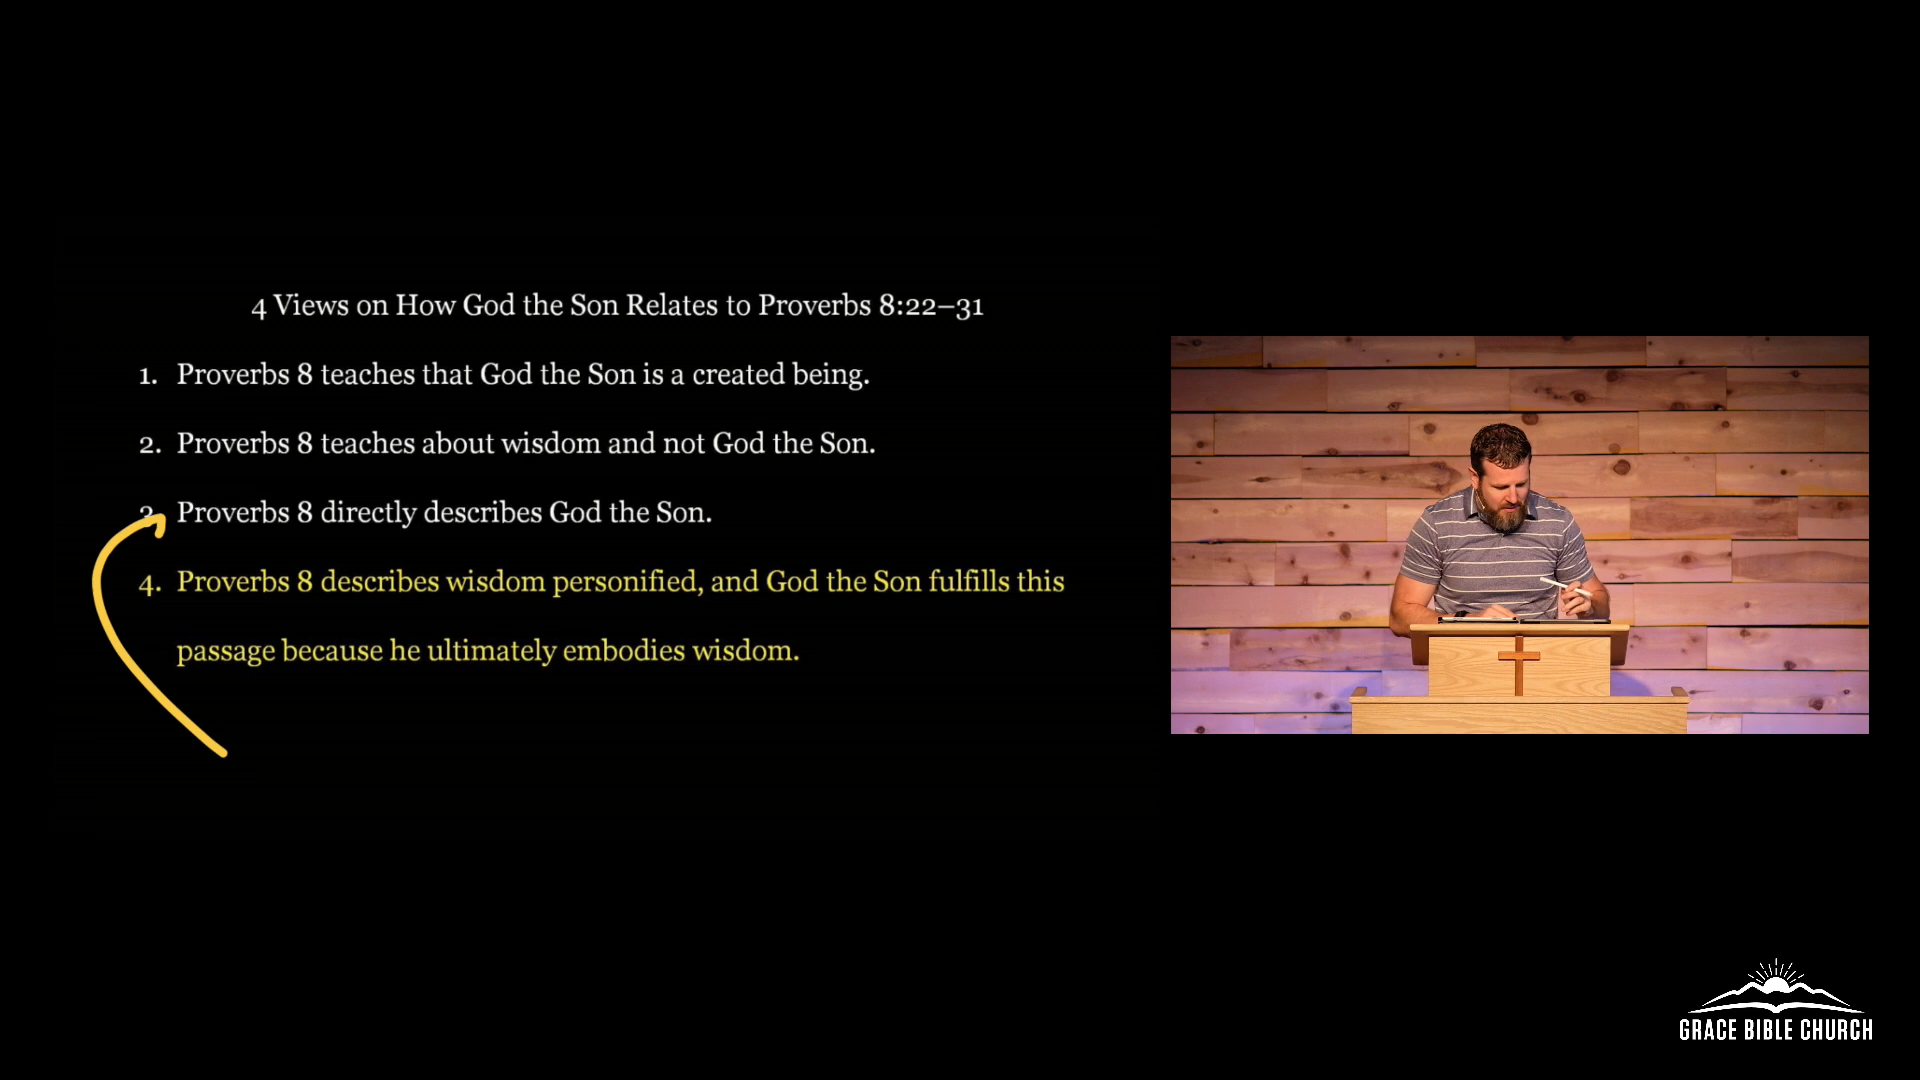 4 Views on How God the Son Relates to Proverbs 8:22–31
1. Proverbs 8 teaches that God the Son is a created being.
2. Proverbs 8 teaches about wisdom and not God the Son.
3. Proverbs 8 directly describes God the Son.
4. Proverbs 8 describes wisdom personified, and God the Son fulfills this
passage because he ultimately embodies wisdom.
GRACE BIBLE CHURCH